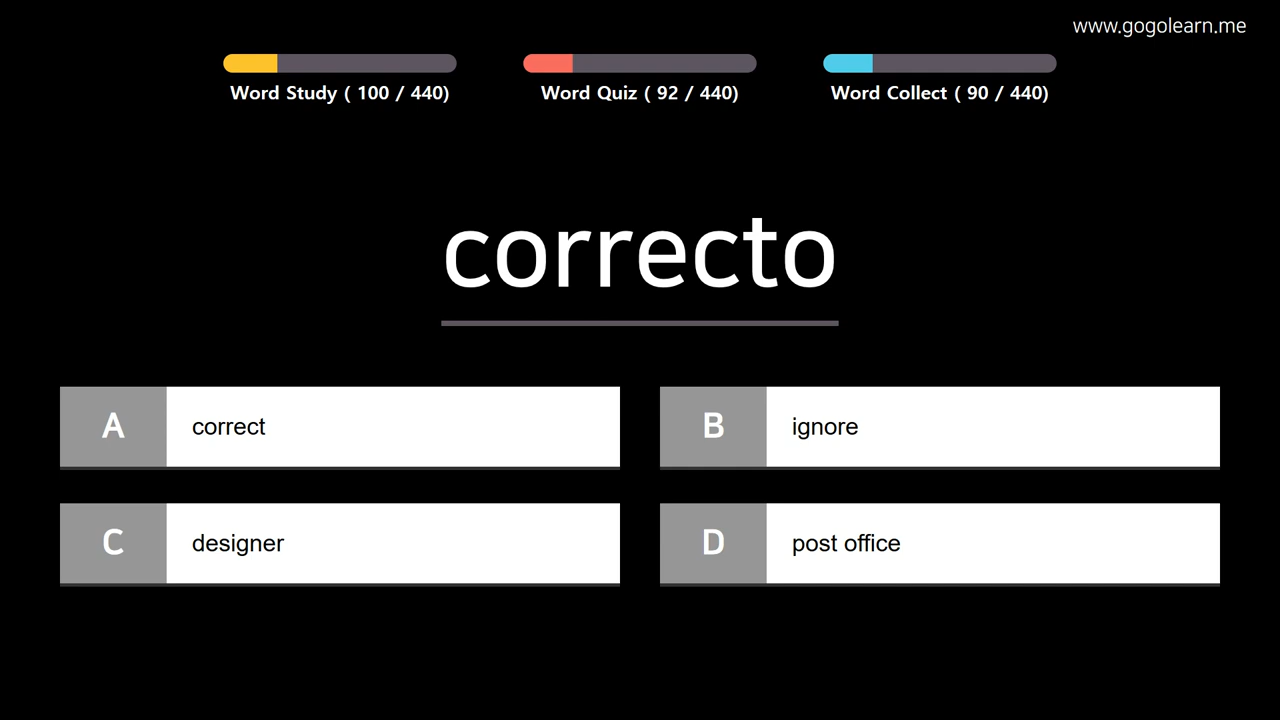 www.gogolearn.me
Word Study ( 100 / 440)
Word Quiz ( 92 / 440)
Word Collect ( 90 / 440)
correcto
A correct
B ignore
C designer
D post office